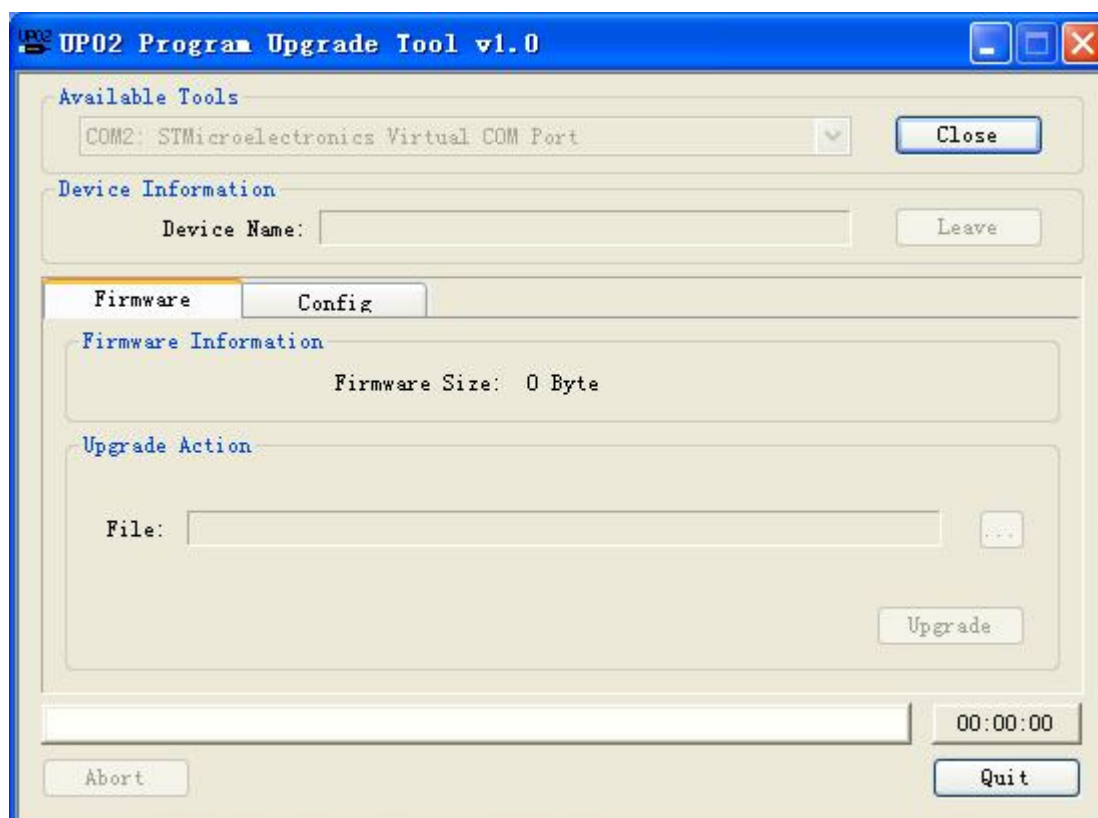 UP02 UP02 Program Upgrade Tool v1.0
Available Tools
COM2: STMicroelectronics Virtual COM Port Close
Device Information
Device Name: Leave
Firmware Config
Firmware Information
Firmware Size: 0 Byte
Upgrade Action
File: ...
Upgrade
00:00:00
Abort Quit